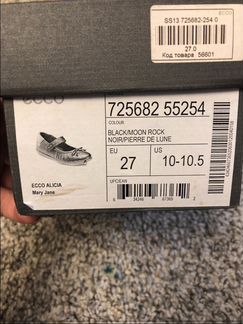 SS13 725682-254.0
27.0
Код товара 56601
ecco
725682 55254
COLOUR
BLACK/MOON ROCK
NOIR/PIERRE DE LUNE
EU
27
US
10-10.5
ECCO ALICIA
Mary Jane
UPC/EAN